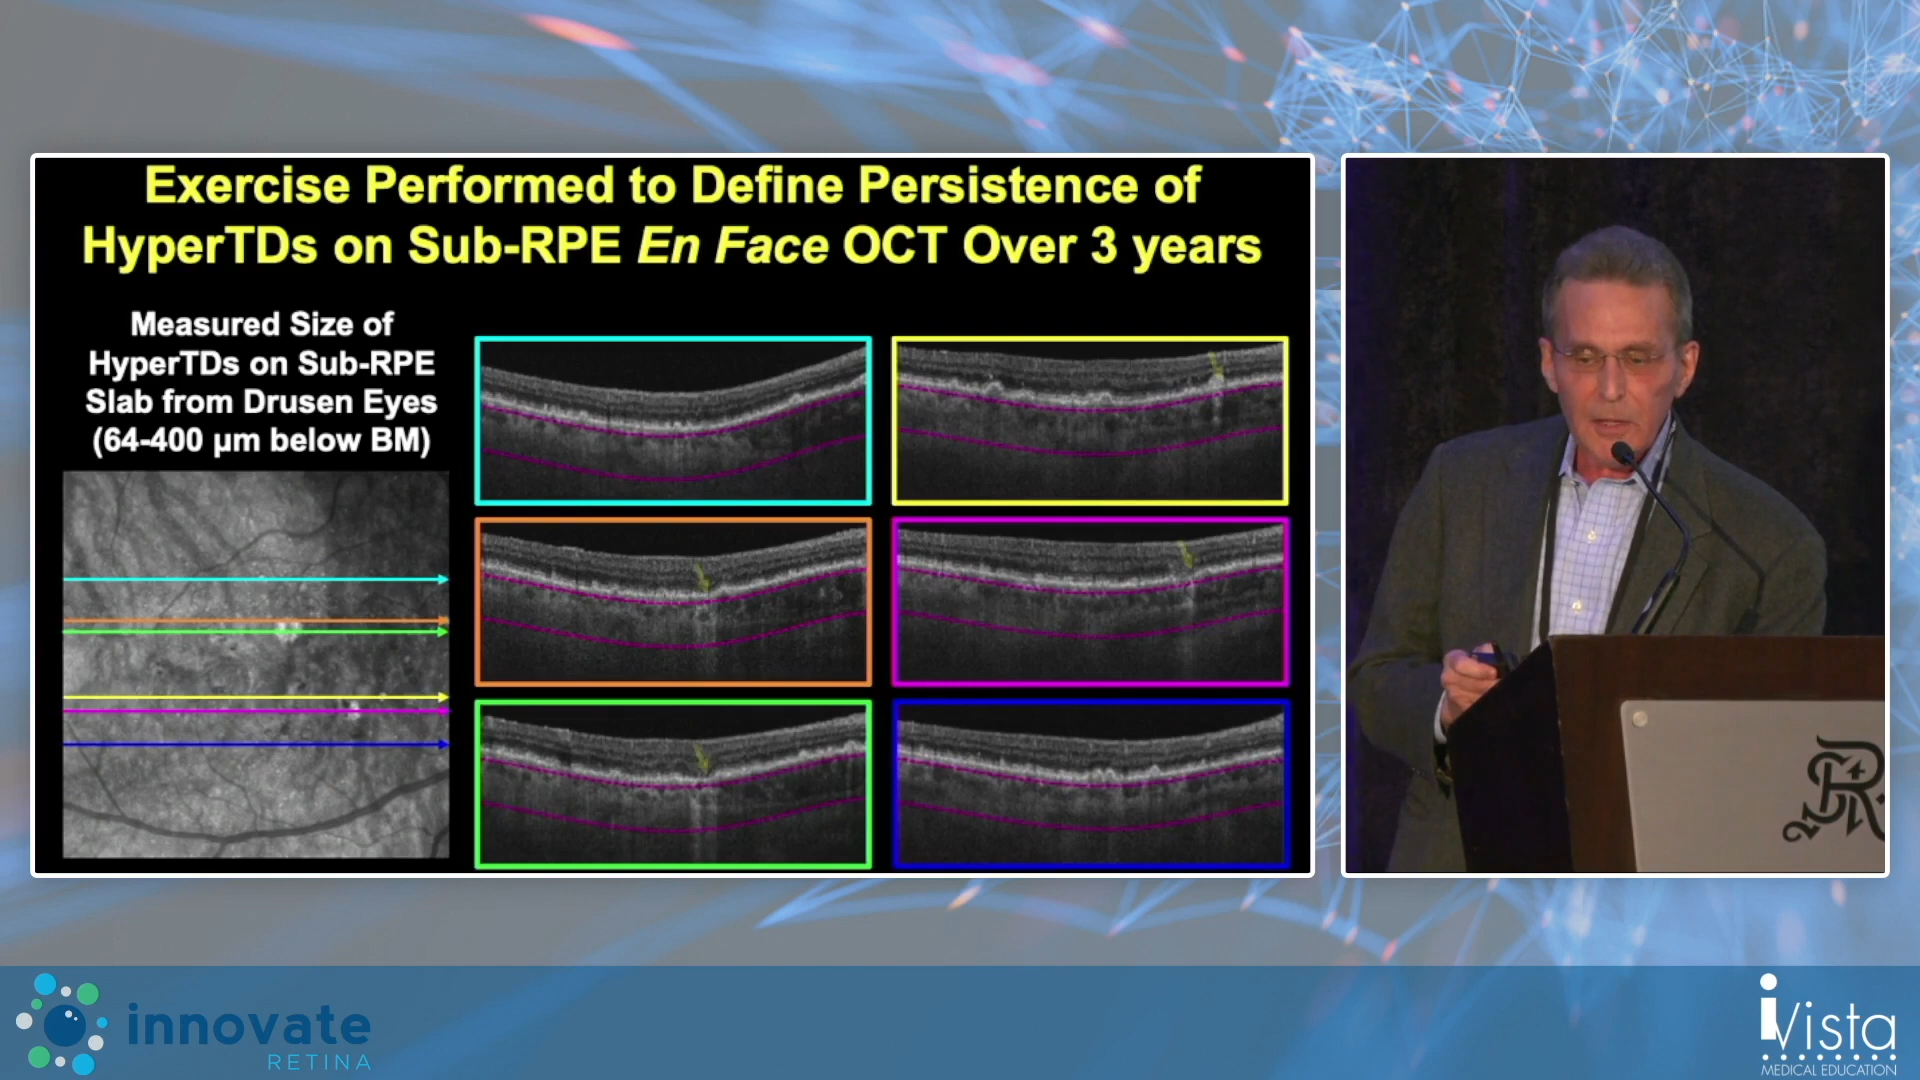 Exercise Performed to Define Persistence of
HyperTDs on Sub-RPE En Face OCT Over 3 years
Measured Size of
HyperTDs on Sub-RPE
Slab from Drusen Eyes
(64-400 µm below BM)
R
innovate
RETINA
iVista
MEDICAL EDUCATION